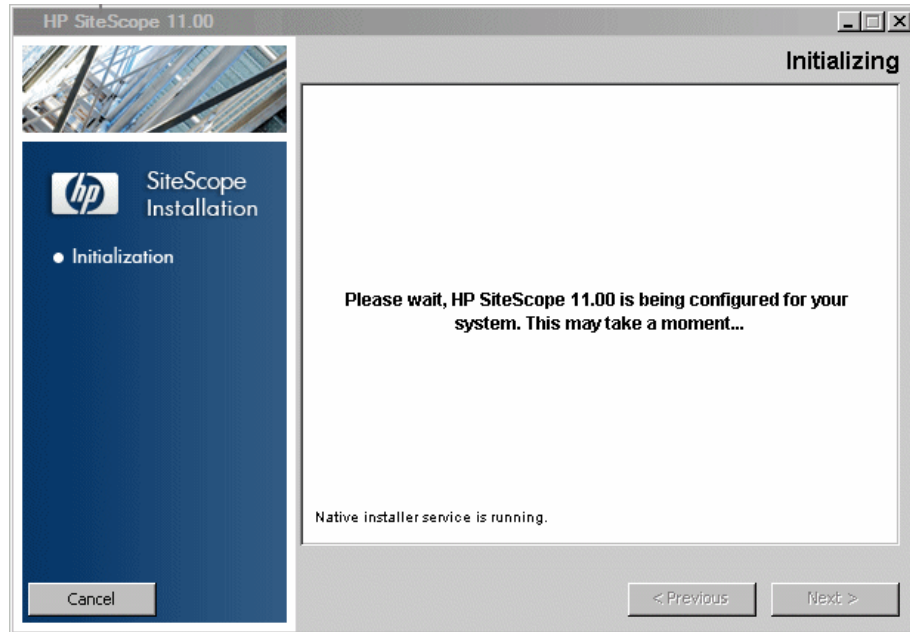 HP SiteScope 11.00
Initializing
hp
SiteScope
Installation
Initialization
Please wait, HP SiteScope 11.00 is being configured for your
system. This may take a moment...
Native installer service is running.
Cancel
< Previous
Next >